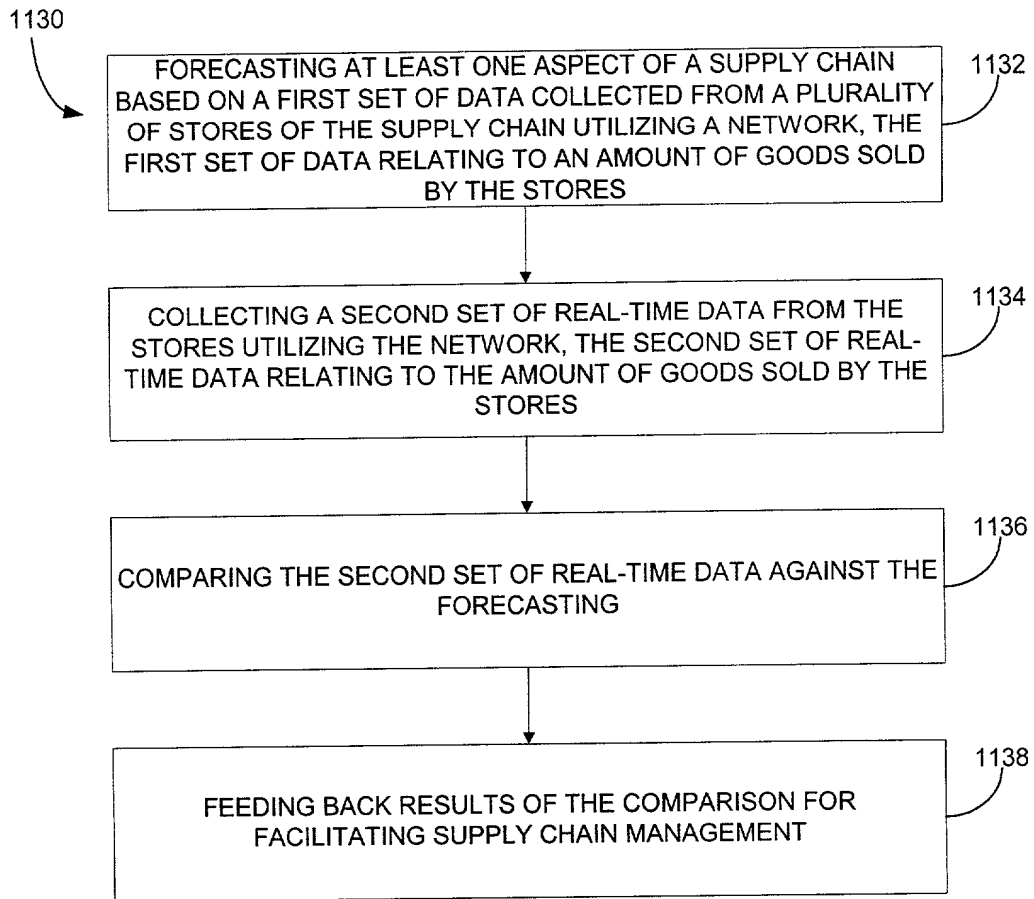 1130
FORECASTING AT LEAST ONE ASPECT OF A SUPPLY CHAIN
BASED ON A FIRST SET OF DATA COLLECTED FROM A PLURALITY
OF STORES OF THE SUPPLY CHAIN UTILIZING A NETWORK, THE
FIRST SET OF DATA RELATING TO AN AMOUNT OF GOODS SOLD
BY THE STORES
1132
COLLECTING A SECOND SET OF REAL-TIME DATA FROM THE
STORES UTILIZING THE NETWORK, THE SECOND SET OF REAL-
TIME DATA RELATING TO THE AMOUNT OF GOODS SOLD BY THE
STORES
1134
COMPARING THE SECOND SET OF REAL-TIME DATA AGAINST THE
FORECASTING
1136
FEEDING BACK RESULTS OF THE COMPARISON FOR
FACILITATING SUPPLY CHAIN MANAGEMENT
1138